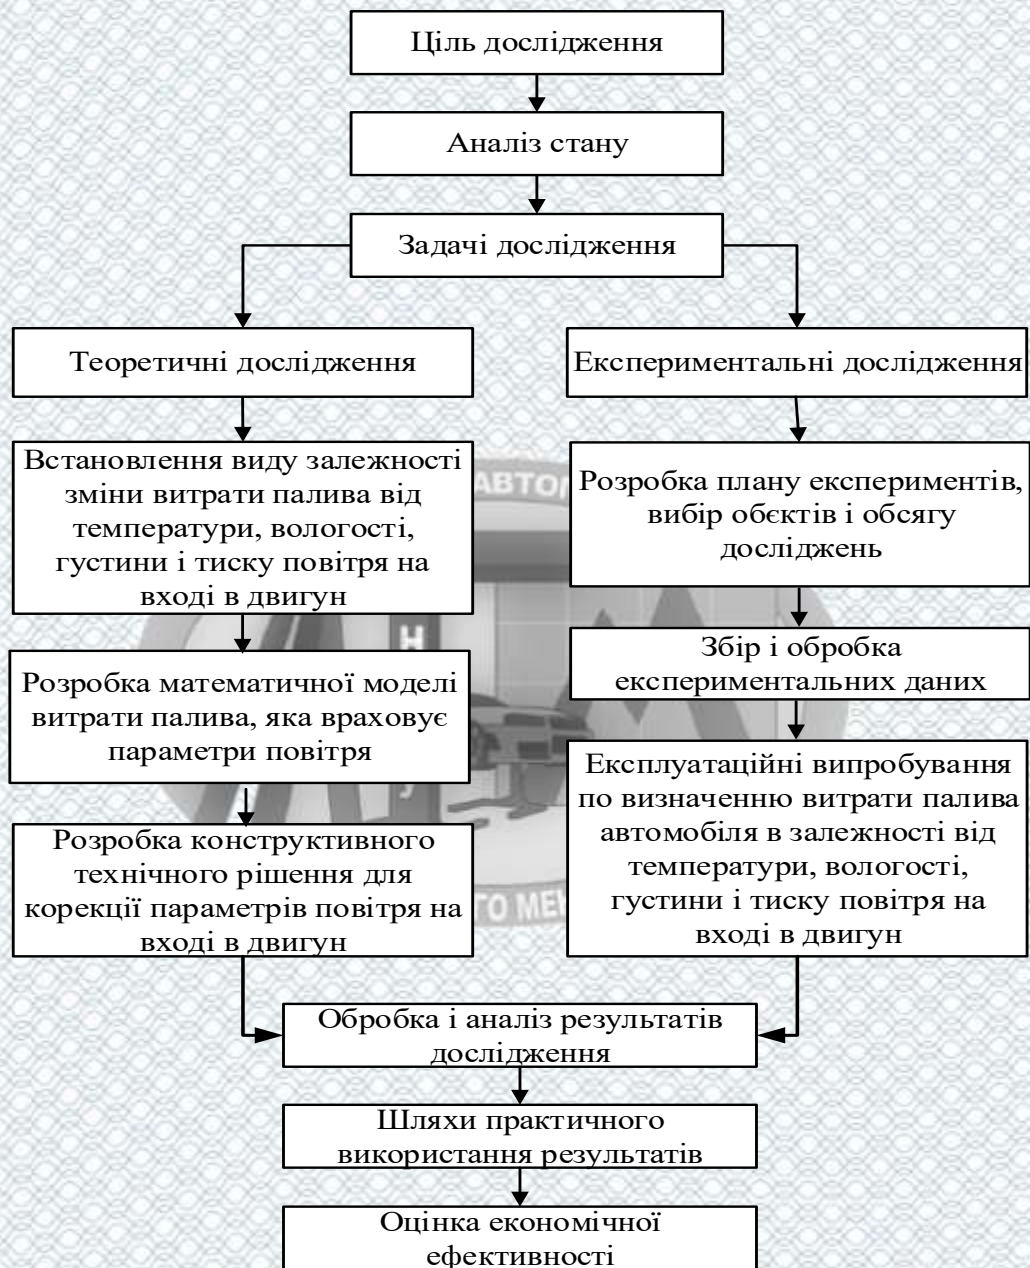 Ціль дослідження
Аналіз стану
Задачі дослідження
Теоретичні дослідження
Встановлення виду залежності
зміни витрати палива від
температури, вологості,
густини і тиску повітря на
вході в двигун
Розробка математичної моделі
витрати палива, яка враховує
параметри повітря
Розробка конструктивного
технічного рішення для
корекції параметрів повітря на
вході в двигун
Експериментальні дослідження
Розробка плану експериментів,
вибір обєктів і обсягу
досліджень
Збір і обробка
експериментальних даних
Експлуатаційні випробування
по визначенню витрати палива
автомобіля в залежності від
температури, вологості,
густини і тиску повітря на
вході в двигун
Обробка і аналіз результатів
дослідження
Шляхи практичного
використання результатів
Оцінка економічної
ефективності